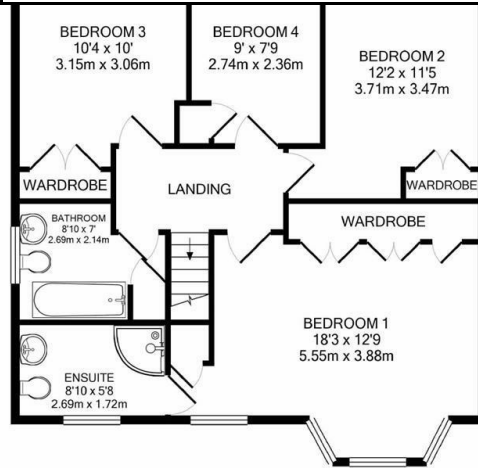 BEDROOM 3
10'4 x 10'
3.15m x 3.06m
BEDROOM 4
9' x 7'9
2.74m x 2.36m
BEDROOM 2
12'2 x 11'5
3.71m x 3.47m
WARDROBE
LANDING
WARDROBE
WARDROBE
BATHROOM
8'10 x 7'
2.69m x 2.14m
BEDROOM 1
18'3 x 12'9
5.55m x 3.88m
ENSUITE
8'10 x 5'8
2.69m x 1.72m